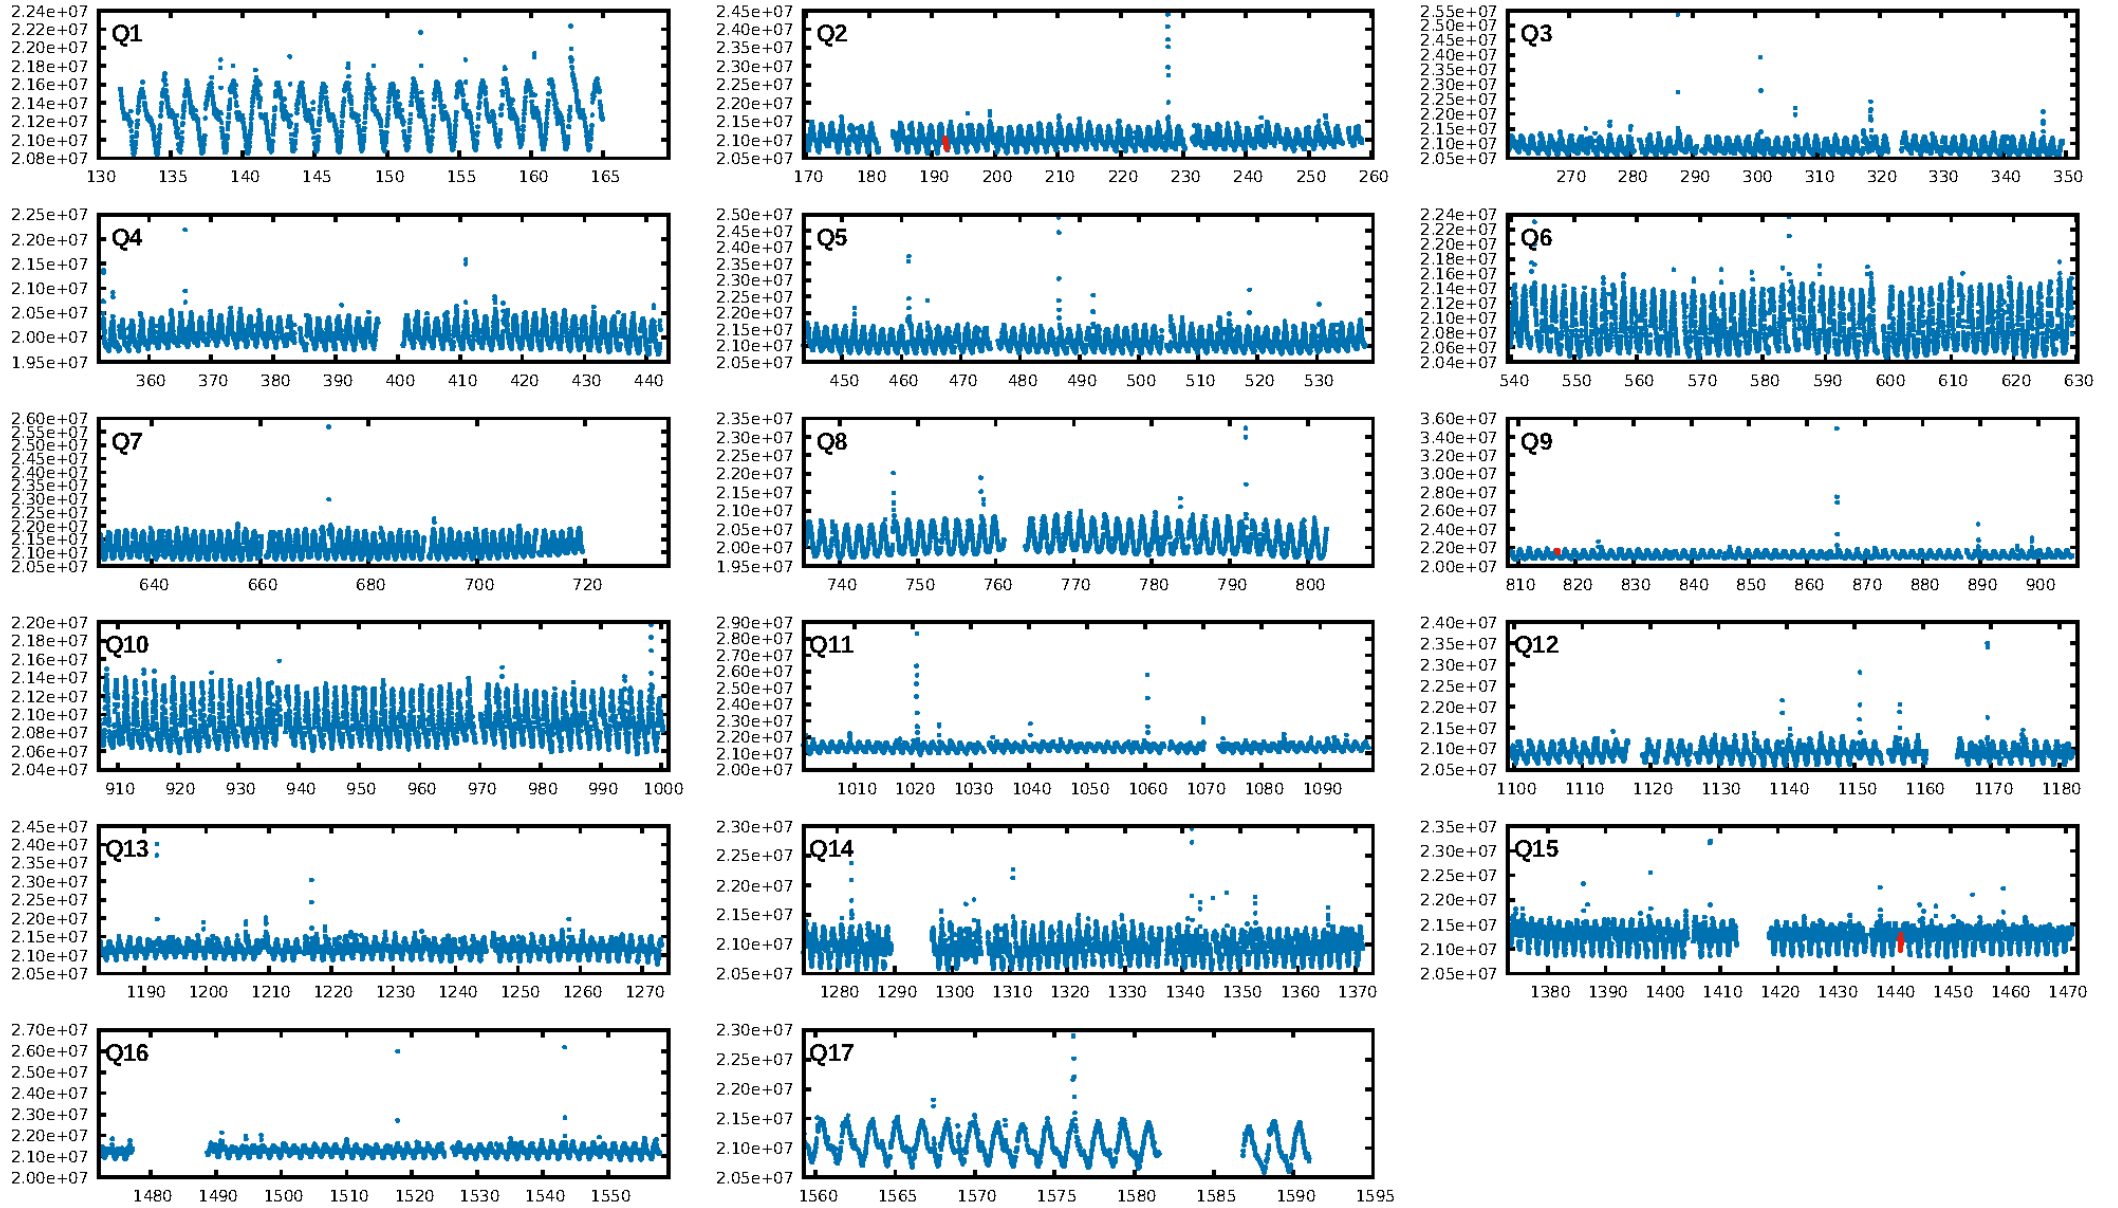 Q1
2.24e+07
2.22e+07
2.20e+07
2.18e+07
2.16e+07
2.14e+07
2.12e+07
2.10e+07
2.08e+07
130 135 140 145 150 155 160 165
Q2
2.45e+07
2.40e+07
2.35e+07
2.30e+07
2.25e+07
2.20e+07
2.15e+07
2.10e+07
2.05e+07
170 180 190 200 210 220 230 240 250 260
Q3
2.55e+07
2.50e+07
2.45e+07
2.40e+07
2.35e+07
2.30e+07
2.25e+07
2.20e+07
2.15e+07
2.10e+07
2.05e+07
270 280 290 300 310 320 330 340 350
Q4
2.25e+07
2.20e+07
2.15e+07
2.10e+07
2.05e+07
2.00e+07
1.95e+07
360 370 380 390 400 410 420 430 440
Q5
2.50e+07
2.45e+07
2.40e+07
2.35e+07
2.30e+07
2.25e+07
2.20e+07
2.15e+07
2.10e+07
2.05e+07
450 460 470 480 490 500 510 520 530
Q6
2.24e+07
2.22e+07
2.20e+07
2.18e+07
2.16e+07
2.14e+07
2.12e+07
2.10e+07
2.08e+07
2.06e+07
2.04e+07
540 550 560 570 580 590 600 610 620 630
Q7
2.60e+07
2.55e+07
2.50e+07
2.45e+07
2.40e+07
2.35e+07
2.30e+07
2.25e+07
2.20e+07
2.15e+07
2.10e+07
2.05e+07
640 660 680 700 720
Q8
2.35e+07
2.30e+07
2.25e+07
2.20e+07
2.15e+07
2.10e+07
2.05e+07
2.00e+07
1.95e+07
740 750 760 770 780 790 800
Q9
3.60e+07
3.40e+07
3.20e+07
3.00e+07
2.80e+07
2.60e+07
2.40e+07
2.20e+07
2.00e+07
810 820 830 840 850 860 870 880 890 900
Q10
2.20e+07
2.18e+07
2.16e+07
2.14e+07
2.12e+07
2.10e+07
2.08e+07
2.06e+07
2.04e+07
910 920 930 940 950 960 970 980 990 1000
Q11
2.90e+07
2.80e+07
2.70e+07
2.60e+07
2.50e+07
2.40e+07
2.30e+07
2.20e+07
2.10e+07
2.00e+07
1010 1020 1030 1040 1050 1060 1070 1080 1090
Q12
2.40e+07
2.35e+07
2.30e+07
2.25e+07
2.20e+07
2.15e+07
2.10e+07
2.05e+07
1100 1110 1120 1130 1140 1150 1160 1170 1180
Q13
2.45e+07
2.40e+07
2.35e+07
2.30e+07
2.25e+07
2.20e+07
2.15e+07
2.10e+07
2.05e+07
1190 1200 1210 1220 1230 1240 1250 1260 1270
Q14
2.30e+07
2.25e+07
2.20e+07
2.15e+07
2.10e+07
2.05e+07
1280 1290 1300 1310 1320 1330 1340 1350 1360 1370
Q15
2.35e+07
2.30e+07
2.25e+07
2.20e+07
2.15e+07
2.10e+07
2.05e+07
1380 1390 1400 1410 1420 1430 1440 1450 1460 1470
Q16
2.70e+07
2.60e+07
2.50e+07
2.40e+07
2.30e+07
2.20e+07
2.10e+07
2.00e+07
1480 1490 1500 1510 1520 1530 1540 1550
Q17
2.30e+07
2.25e+07
2.20e+07
2.15e+07
2.10e+07
2.05e+07
1560 1565 1570 1575 1580 1585 1590 1595